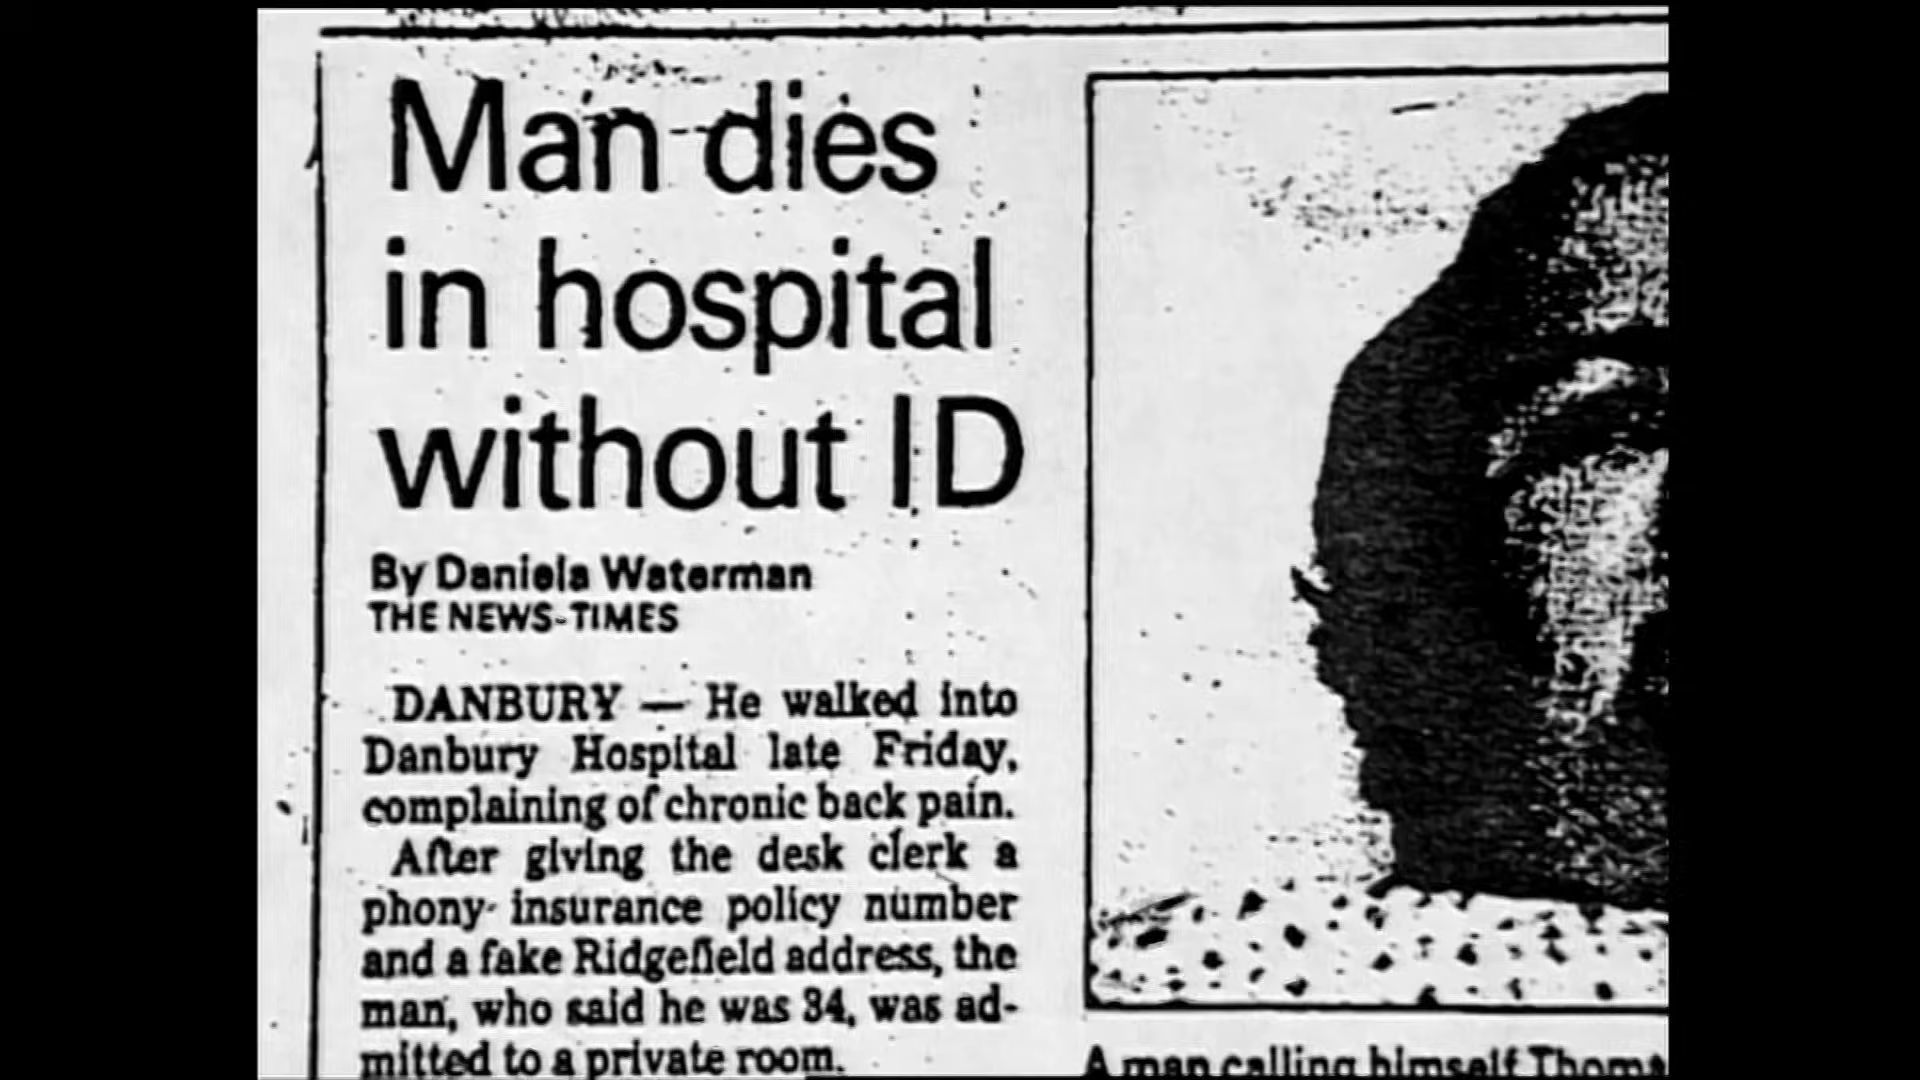 Man dies
in hospital
without ID
By Daniela Waterman
THE NEWS-TIMES
DANBURY — He walked into
Danbury Hospital late Friday,
complaining of chronic back pain.
After giving the desk clerk a
phony insurance policy number
and a fake Ridgefield address, the
man, who said he was 34, was ad-
mitted to a private room.
A man calling himself Thomas